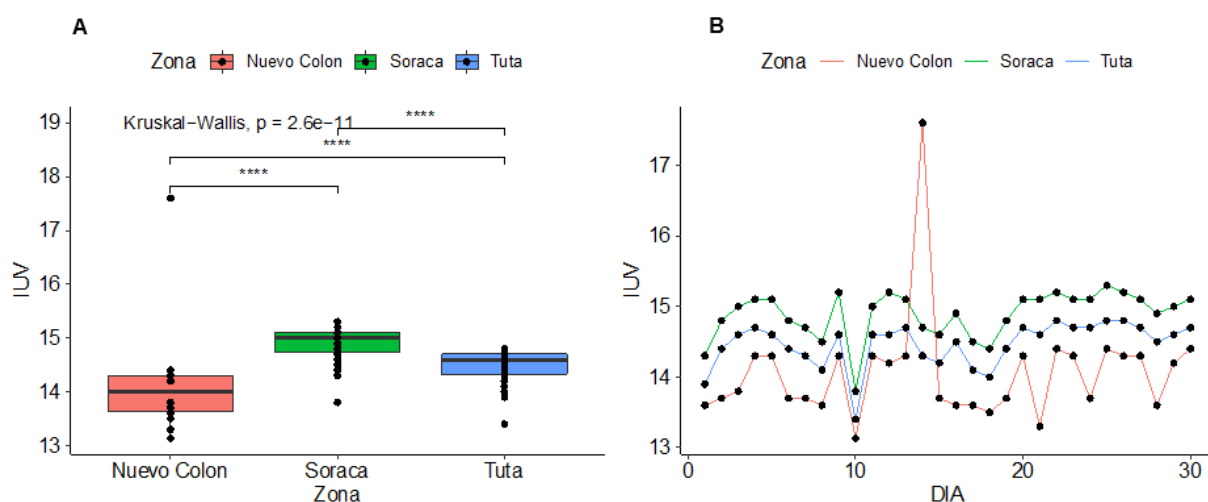 A
Zona Nuevo Colon Soraca Tuta
Kruskal-Wallis, p = 2.6e-11
****
****
****
19
18
17
16
15
14
13
IUV
Nuevo Colon Soraca Tuta
Zona
B
Zona Nuevo Colon Soraca Tuta
17
16
15
14
13
IUV
0 10 20 30
DIA